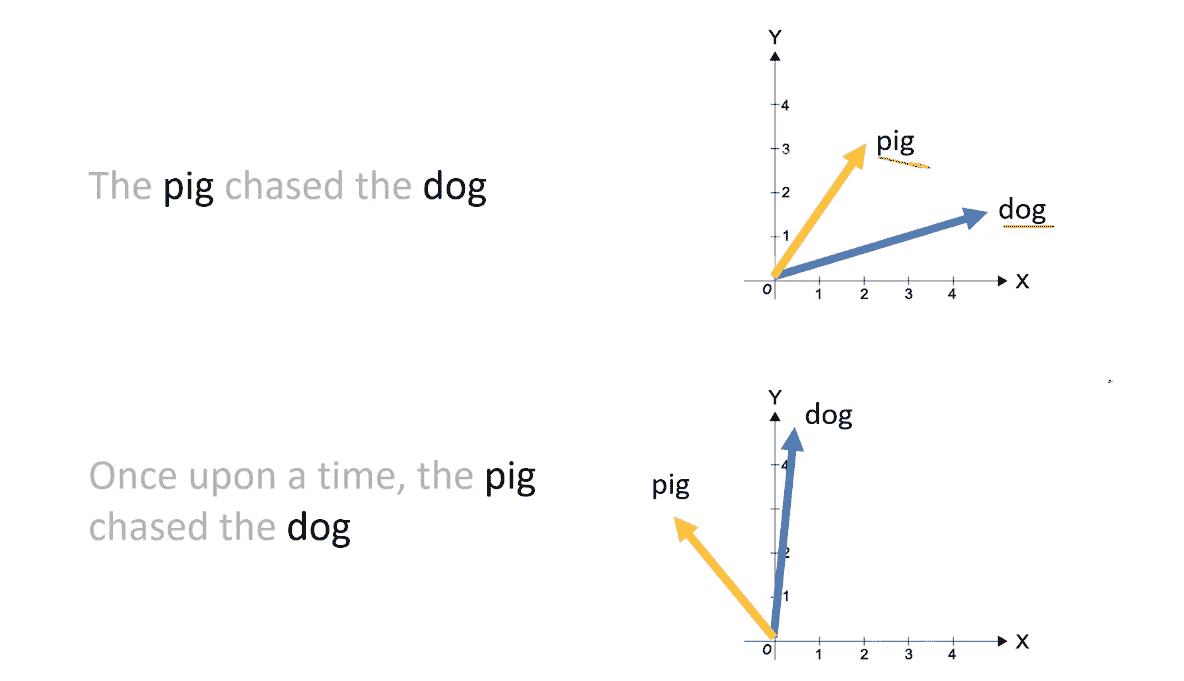 The pig chased the dog
Y
4
3
2
1
0
1 2 3 4
X
pig
dog
Once upon a time, the pig
chased the dog
Y
4
2
1
0
1 2 3 4
X
dog
pig